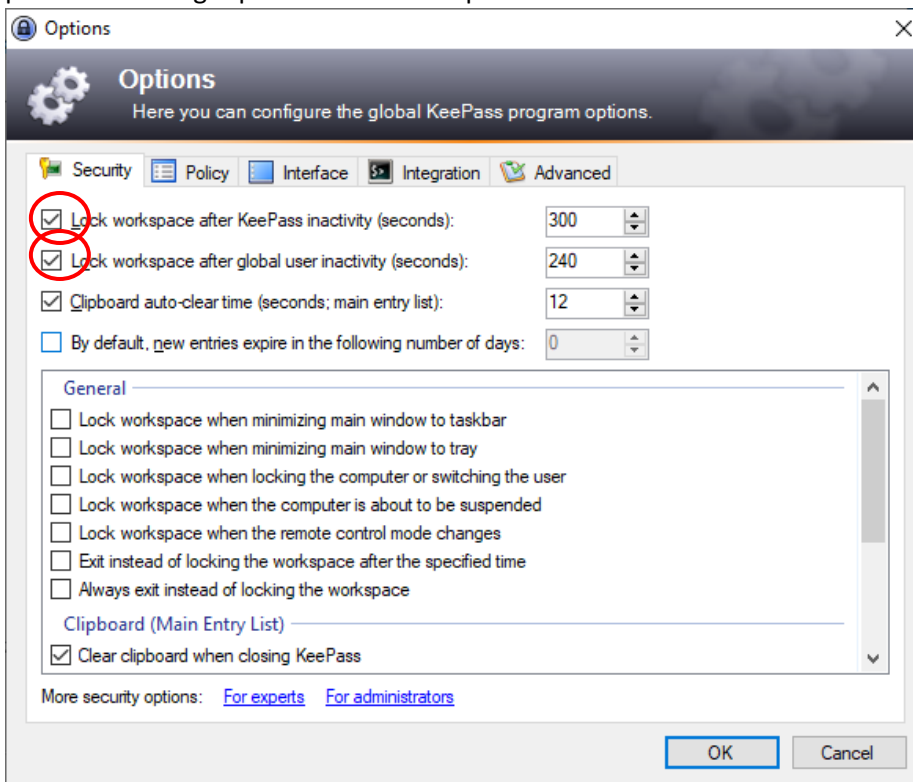 Options
Options
Here you can configure the global KeePass program options.
Security Policy Interface Integration Advanced
Lock workspace after KeePass inactivity (seconds): 300
Lock workspace after global user inactivity (seconds): 240
Clipboard auto-clear time (seconds; main entry list): 12
By default, new entries expire in the following number of days: 0
General
Lock workspace when minimizing main window to taskbar
Lock workspace when minimizing main window to tray
Lock workspace when locking the computer or switching the user
Lock workspace when the computer is about to be suspended
Lock workspace when the remote control mode changes
Exit instead of locking the workspace after the specified time
Always exit instead of locking the workspace
Clipboard (Main Entry List)
Clear clipboard when closing KeePass
More security options: For experts For administrators
OK Cancel